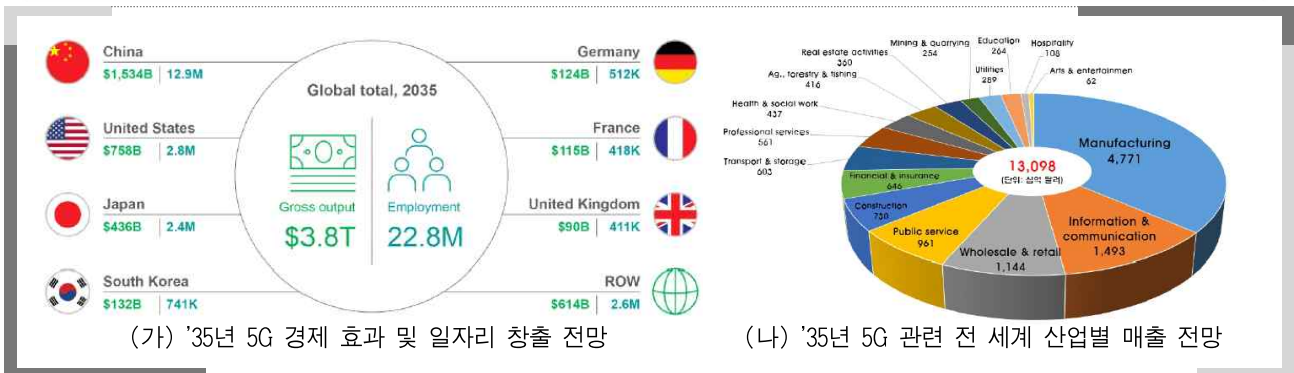 China
$1,534B | 12.9M
United States
$758B | 2.8M
Japan
$436B | 2.4M
South Korea
$132B | 741K
Global total, 2035
Gross output
$3.8T
Employment
22.8M
Germany
$124B | 512K
France
$115B | 418K
United Kingdom
$90B | 411K
ROW
$614B | 2.6M
(가) ’35년 5G 경제 효과 및 일자리 창출 전망
Mining & quarrying
254
Education
264
Hospitality
108
Real estate activities
360
Utilities
289
Arts & entertainmen
62
Ag., forestry & fishing
416
Health & social work
437
Professional services
561
Transport & storage
603
Financial & insurance
646
Construction
730
Public service
961
Wholesale & retail
1,144
Information &
communication
1,493
Manufacturing
4,771
13,098
(단위: 십억 달러)
(나) ’35년 5G 관련 전 세계 산업별 매출 전망